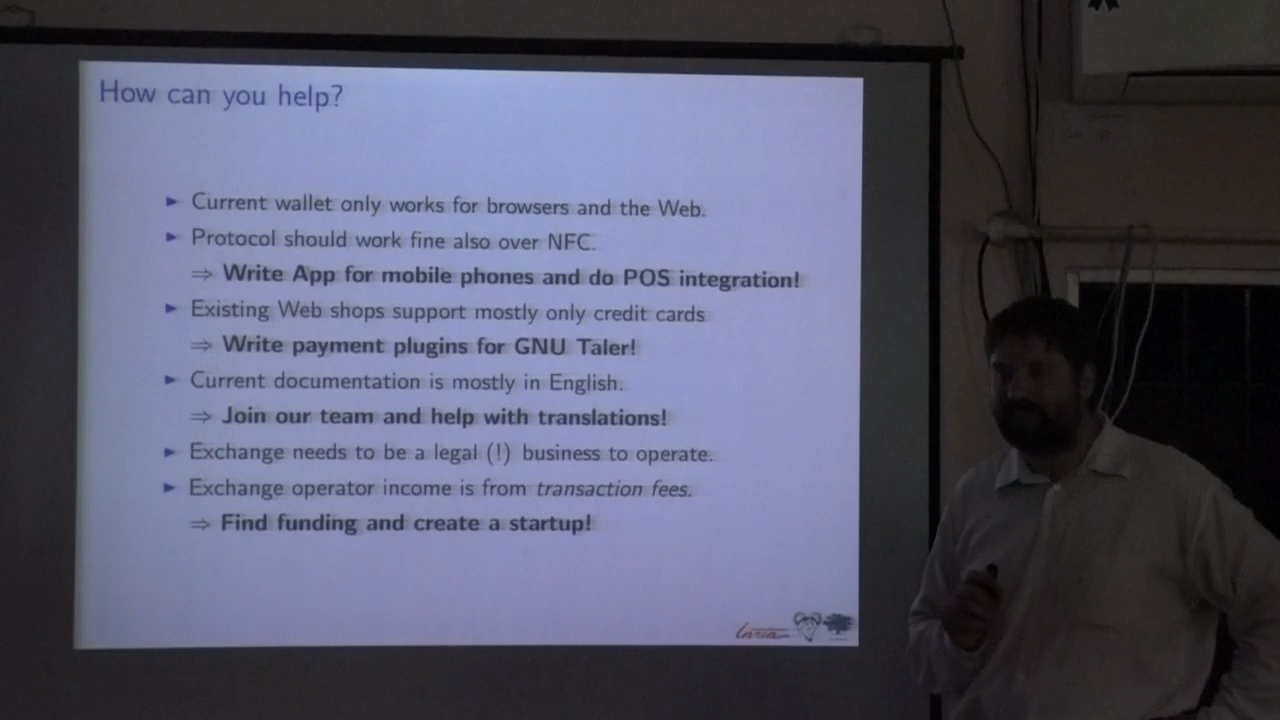 How can you help?
► Current wallet only works for browsers and the Web.
► Protocol should work fine also over NFC.
⇒ Write App for mobile phones and do POS integration!
► Existing Web shops support mostly only credit cards
⇒ Write payment plugins for GNU Taler!
► Current documentation is mostly in English.
⇒ Join our team and help with translations!
► Exchange needs to be a legal (!) business to operate.
► Exchange operator income is from transaction fees.
⇒ Find funding and create a startup!
Inria